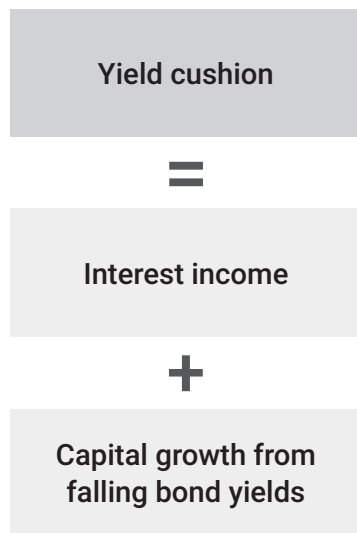 Yield cushion
=
Interest income
+
Capital growth from
falling bond yields